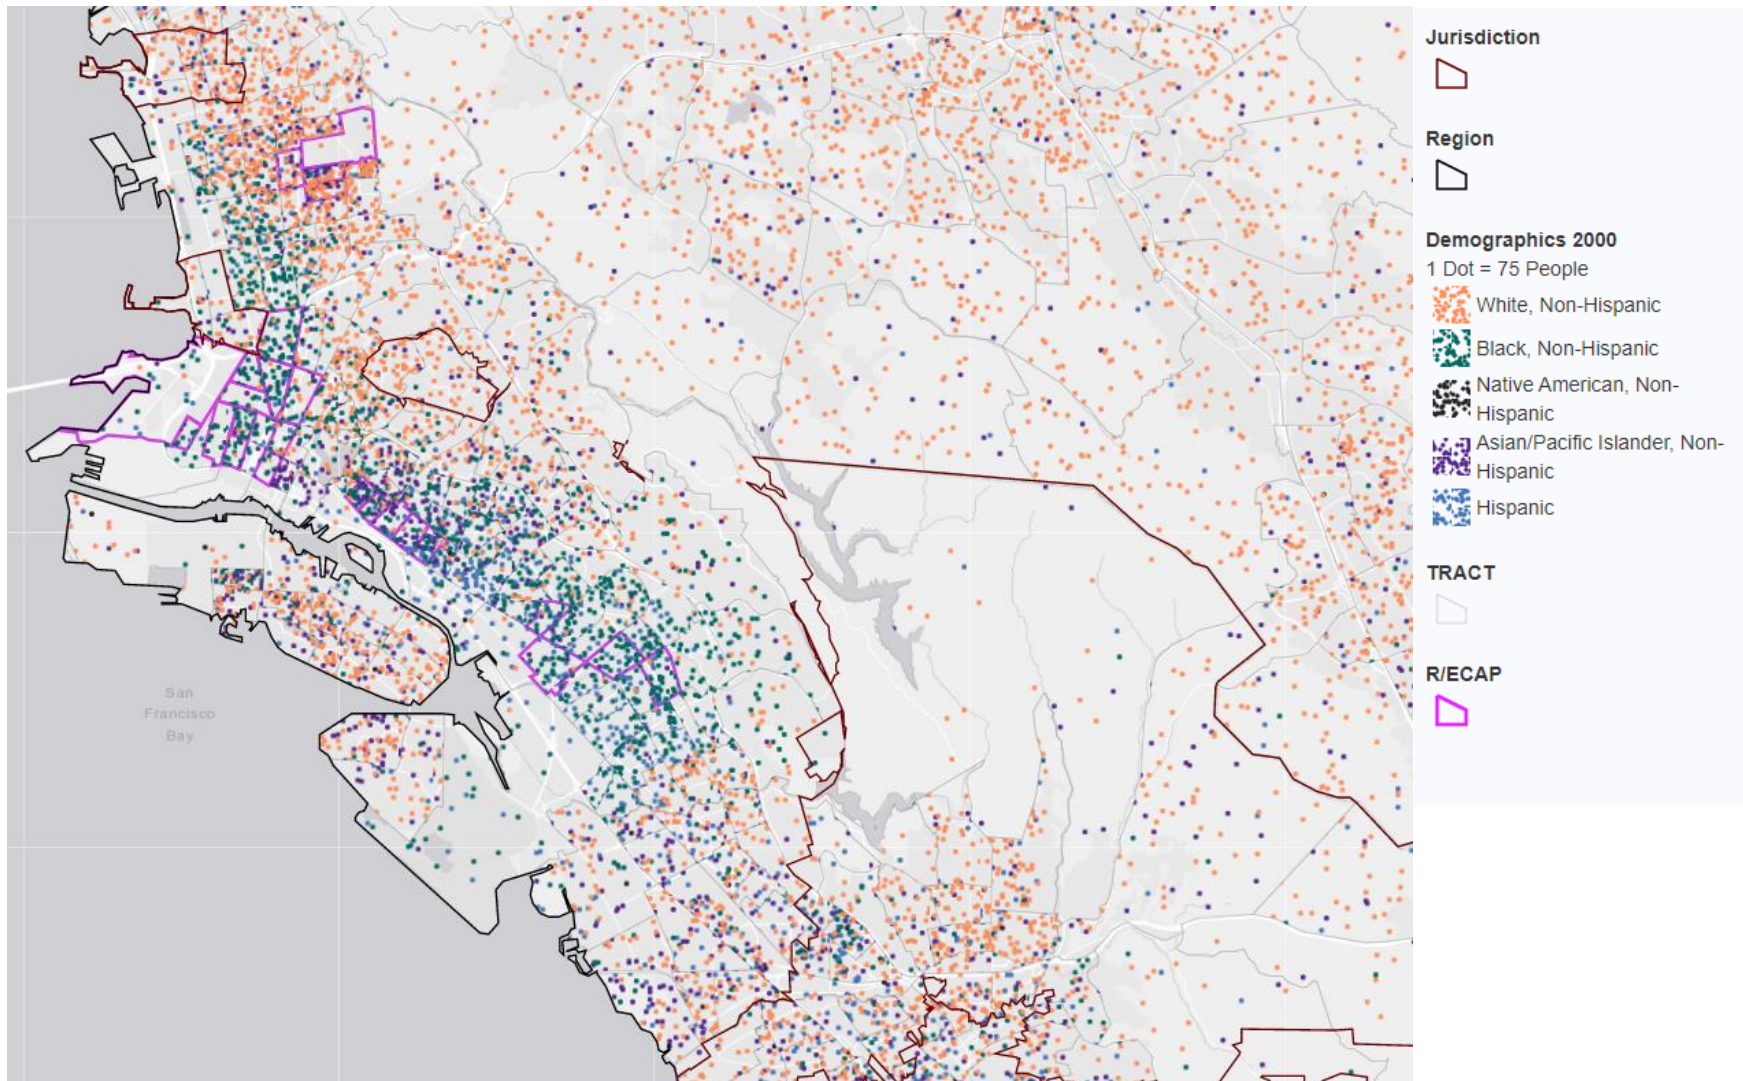 Jurisdiction
Region
Demographics 2000
1 Dot = 75 People
White, Non-Hispanic
Black, Non-Hispanic
Native American, Non-
Hispanic
Asian/Pacific Islander, Non-
Hispanic
Hispanic
TRACT
R/ECAP
San
Francisco
Bay